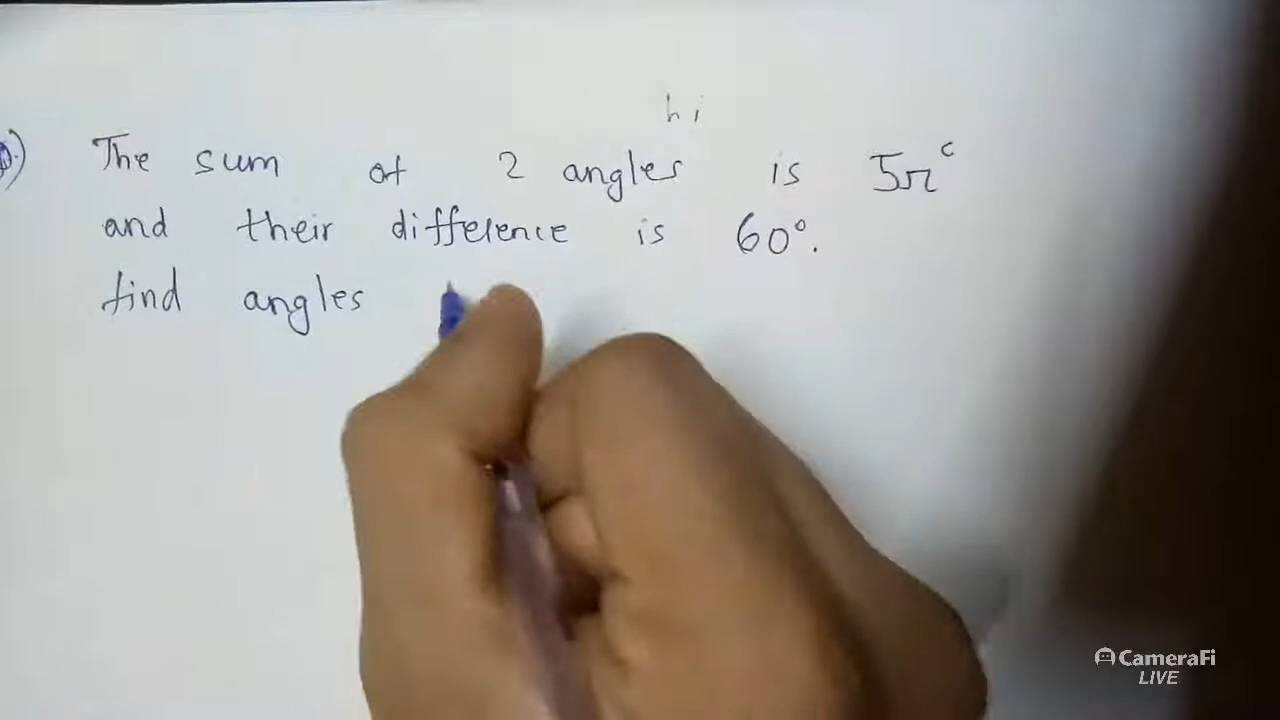 hi
The sum of 2 angles is 5π^c
and their difference is 60°.
find angles
CameraFi
LIVE